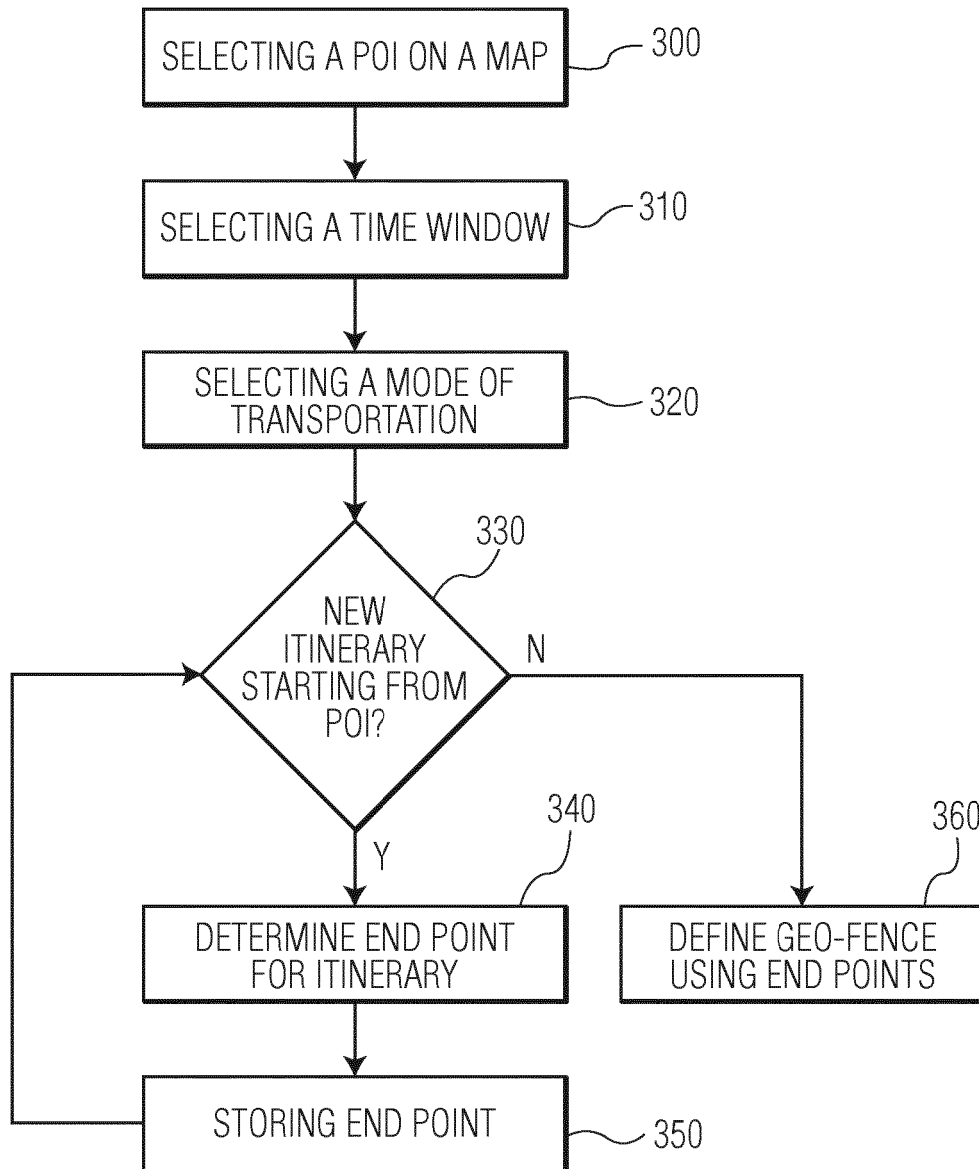 SELECTING A POI ON A MAP
300
SELECTING A TIME WINDOW
310
SELECTING A MODE OF
TRANSPORTATION
320
330
NEW
ITINERARY
STARTING FROM
POI?
N
Y
340
360
DETERMINE END POINT
FOR ITINERARY
DEFINE GEO-FENCE
USING END POINTS
STORING END POINT
350